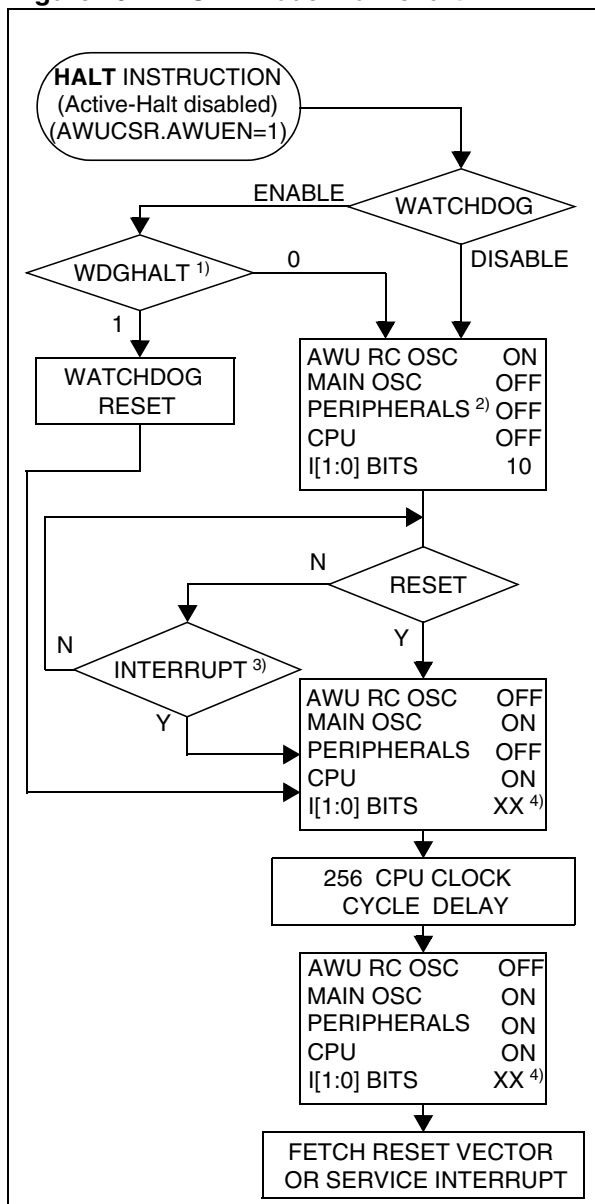 HALT INSTRUCTION
(Active-Halt disabled)
(AWUCSR.AWUEN=1)
ENABLE
WATCHDOG
WDGHALT 1)
0
DISABLE
1
WATCHDOG
RESET
AWU RC OSC ON
MAIN OSC OFF
PERIPHERALS 2) OFF
CPU OFF
I[1:0] BITS 10
N
RESET
N
Y
INTERRUPT 3)
Y
AWU RC OSC OFF
MAIN OSC ON
PERIPHERALS OFF
CPU ON
I[1:0] BITS XX 4)
256 CPU CLOCK
CYCLE DELAY
AWU RC OSC OFF
MAIN OSC ON
PERIPHERALS ON
CPU ON
I[1:0] BITS XX 4)
FETCH RESET VECTOR
OR SERVICE INTERRUPT